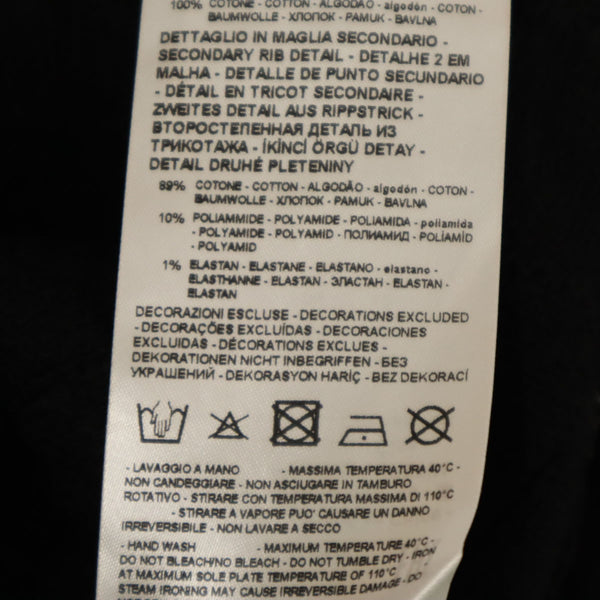 100% COTONE - COTTON - ALGODÃO - algodón - COTON -
BAUMWOLLE - ХЛОПОК - PAMUK - BAVLNA
DETTAGLIO IN MAGLIA SECONDARIO -
SECONDARY RIB DETAIL - DETALHE 2 EM
MALHA - DETALLE DE PUNTO SECUNDARIO
- DÉTAIL EN TRICOT SECONDAIRE -
ZWEITES DETAIL AUS RIPPSTRICK -
ВТОРОСТЕПЕННАЯ ДЕТАЛЬ ИЗ
ТРИКОТАЖА - İKİNCİ ÖRGÜ DETAY -
DETAIL DRUHÉ PLETENINY
89% COTONE - COTTON - ALGODÃO - algodón - COTON -
BAUMWOLLE - ХЛОПОК - PAMUK - BAVLNA
10% POLIAMMIDE - POLYAMIDE - POLIAMIDA - poliamida
- POLYAMIDE - POLYAMID - ПОЛИАМИД - POLİAMİD
- POLYAMID
1% ELASTAN - ELASTANE - ELASTANO - elastano -
ELASTHANNE - ELASTAN - ЭЛАСТАН - ELASTAN -
ELASTAN
DECORAZIONI ESCLUSE - DECORATIONS EXCLUDED
- DECORAÇÕES EXCLUÍDAS - DECORACIONES
EXCLUIDAS - DÉCORATIONS EXCLUES -
DEKORATIONEN NICHT INBEGRIFFEN - БЕЗ
УКРАШЕНИЙ - DEKORASYON HARİÇ - BEZ DEKORACÍ
- LAVAGGIO A MANO - MASSIMA TEMPERATURA 40°C -
NON CANDEGGIARE - NON ASCIUGARE IN TAMBURO
ROTATIVO - STIRARE CON TEMPERATURA MASSIMA DI 110°C
- STIRARE A VAPORE PUO' CAUSARE UN DANNO
IRREVERSIBILE - NON LAVARE A SECCO
- HAND WASH - MAXIMUM TEMPERATURE 40°C -
DO NOT BLEACH/NO BLEACH - DO NOT TUMBLE DRY - IRON
AT MAXIMUM SOLE PLATE TEMPERATURE OF 110°C -
STEAM IRONING MAY CAUSE IRREVERSIBLE DAMAGE - DO